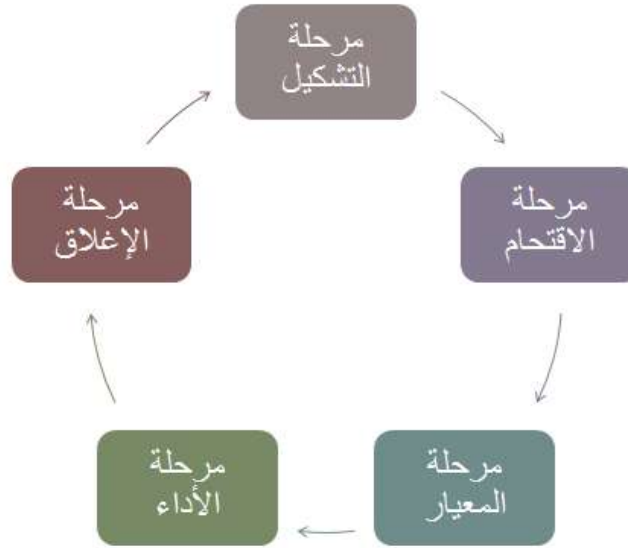 مرحلة
التشكيل
مرحلة
الاقتحام
مرحلة
المعيار
مرحلة
الأداء
مرحلة
الإغلاق